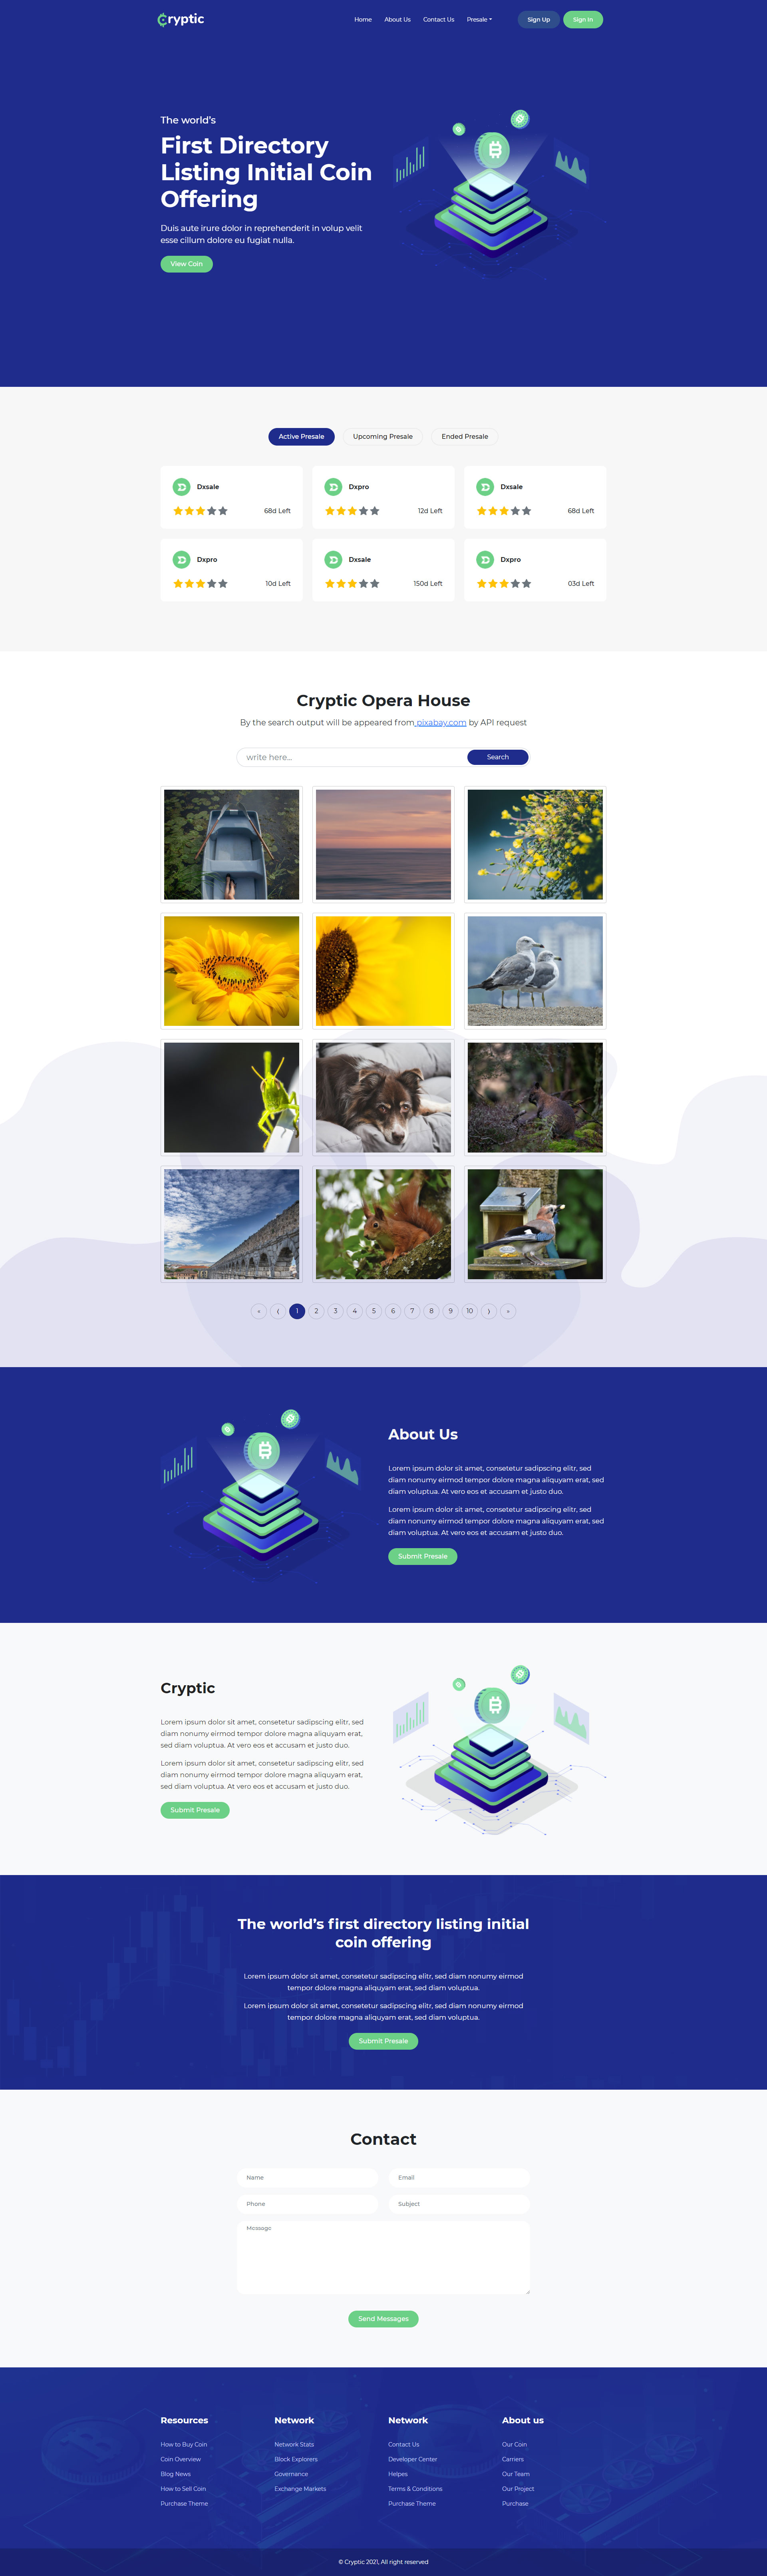 Cryptic
Home About Us Contact Us Presale
Sign Up Sign In
The world's
First Directory
Listing Initial Coin
Offering
Duis aute irure dolor in reprehenderit in volup velit
esse cillum dolore eu fugiat nulla.
View Coin
Active Presale Upcoming Presale Ended Presale
Dxsale Dxpro Dxsale
68d Left 12d Left 68d Left
Dxpro Dxsale Dxpro
10d Left 150d Left 03d Left
Cryptic Opera House
By the search output will be appeared from pixabay.com by API request
write here... Search
« ⟨ 1 2 3 4 5 6 7 8 9 10 ⟩ »
About Us
Lorem ipsum dolor sit amet, consetetur sadipscing elitr, sed
diam nonumy eirmod tempor dolore magna aliquyam erat, sed
diam voluptua. At vero eos et accusam et justo duo.
Lorem ipsum dolor sit amet, consetetur sadipscing elitr, sed
diam nonumy eirmod tempor dolore magna aliquyam erat, sed
diam voluptua. At vero eos et accusam et justo duo.
Submit Presale
Cryptic
Lorem ipsum dolor sit amet, consetetur sadipscing elitr, sed
diam nonumy eirmod tempor dolore magna aliquyam erat,
sed diam voluptua. At vero eos et accusam et justo duo.
Lorem ipsum dolor sit amet, consetetur sadipscing elitr, sed
diam nonumy eirmod tempor dolore magna aliquyam erat,
sed diam voluptua. At vero eos et accusam et justo duo.
Submit Presale
The world's first directory listing initial
coin offering
Lorem ipsum dolor sit amet, consetetur sadipscing elitr, sed diam nonumy eirmod
tempor dolore magna aliquyam erat, sed diam voluptua.
Lorem ipsum dolor sit amet, consetetur sadipscing elitr, sed diam nonumy eirmod
tempor dolore magna aliquyam erat, sed diam voluptua.
Submit Presale
Contact
Name Email
Phone Subject
Message
Send Messages
Resources Network Network About us
How to Buy Coin Network Stats Contact Us Our Coin
Coin Overview Block Explorers Developer Center Carriers
Blog News Governance Helpes Our Team
How to Sell Coin Exchange Markets Terms & Conditions Our Project
Purchase Theme Purchase Theme Purchase
© Cryptic 2021, All right reserved